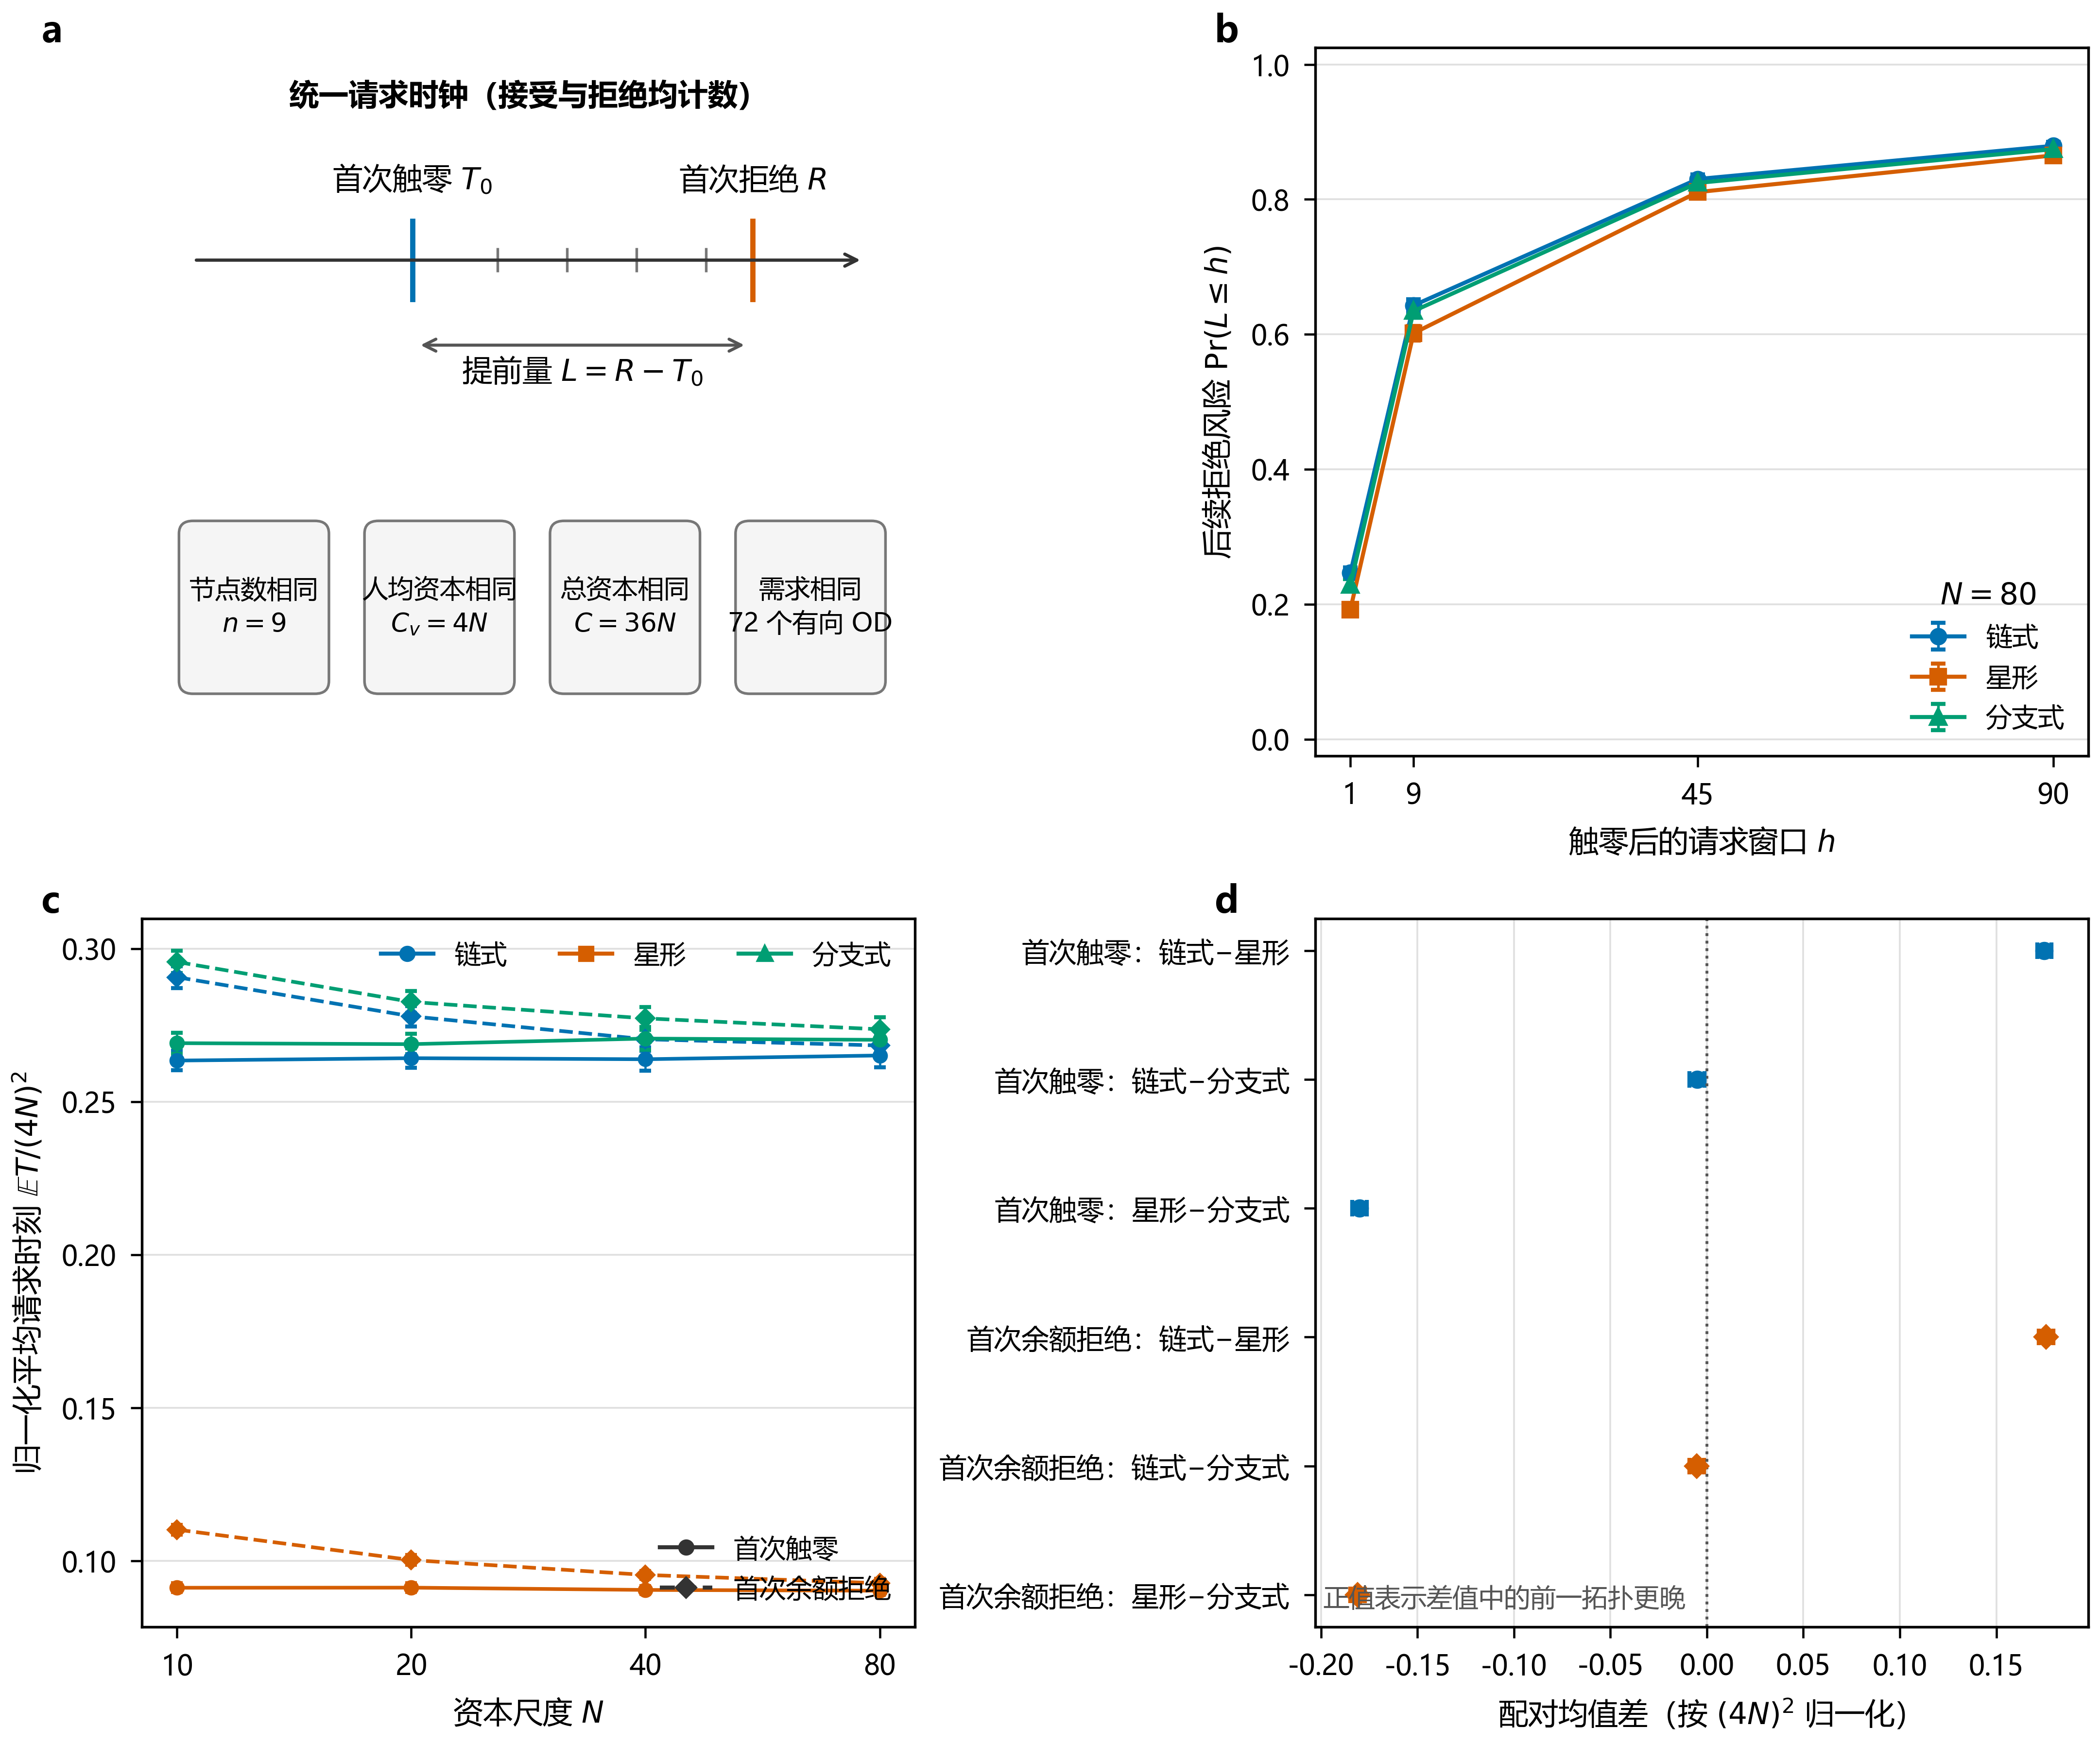 a
统一请求时钟（接受与拒绝均计数）
首次触零 T₀
首次拒绝 R
提前量 L = R − T₀
节点数相同
n = 9
人均资本相同
Cᵥ = 4N
总资本相同
C = 36N
需求相同
72 个有向 OD
b
后续拒绝风险 Pr(L ≤ h)
1.0
0.8
0.6
0.4
0.2
0.0
N = 80
链式
星形
分支式
1 9 45 90
触零后的请求窗口 h
c
归一化平均请求时刻 𝔼T/(4N)²
链式 星形 分支式
0.30
0.25
0.20
0.15
0.10
首次触零
首次余额拒绝
10 20 40 80
资本尺度 N
d
首次触零：链式−星形
首次触零：链式−分支式
首次触零：星形−分支式
首次余额拒绝：链式−星形
首次余额拒绝：链式−分支式
首次余额拒绝：星形−分支式
正值表示差值中的前一拓扑更晚
-0.20 -0.15 -0.10 -0.05 0.00 0.05 0.10 0.15
配对均值差（按 (4N)² 归一化）